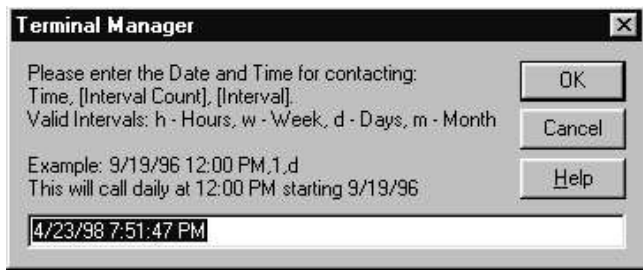 Terminal Manager
Please enter the Date and Time for contacting:
Time, [Interval Count], [Interval].
Valid Intervals: h - Hours, w - Week, d - Days, m - Month
Example: 9/19/96 12:00 PM,1,d
This will call daily at 12:00 PM starting 9/19/96
4/23/98 7:51:47 PM
OK
Cancel
Help